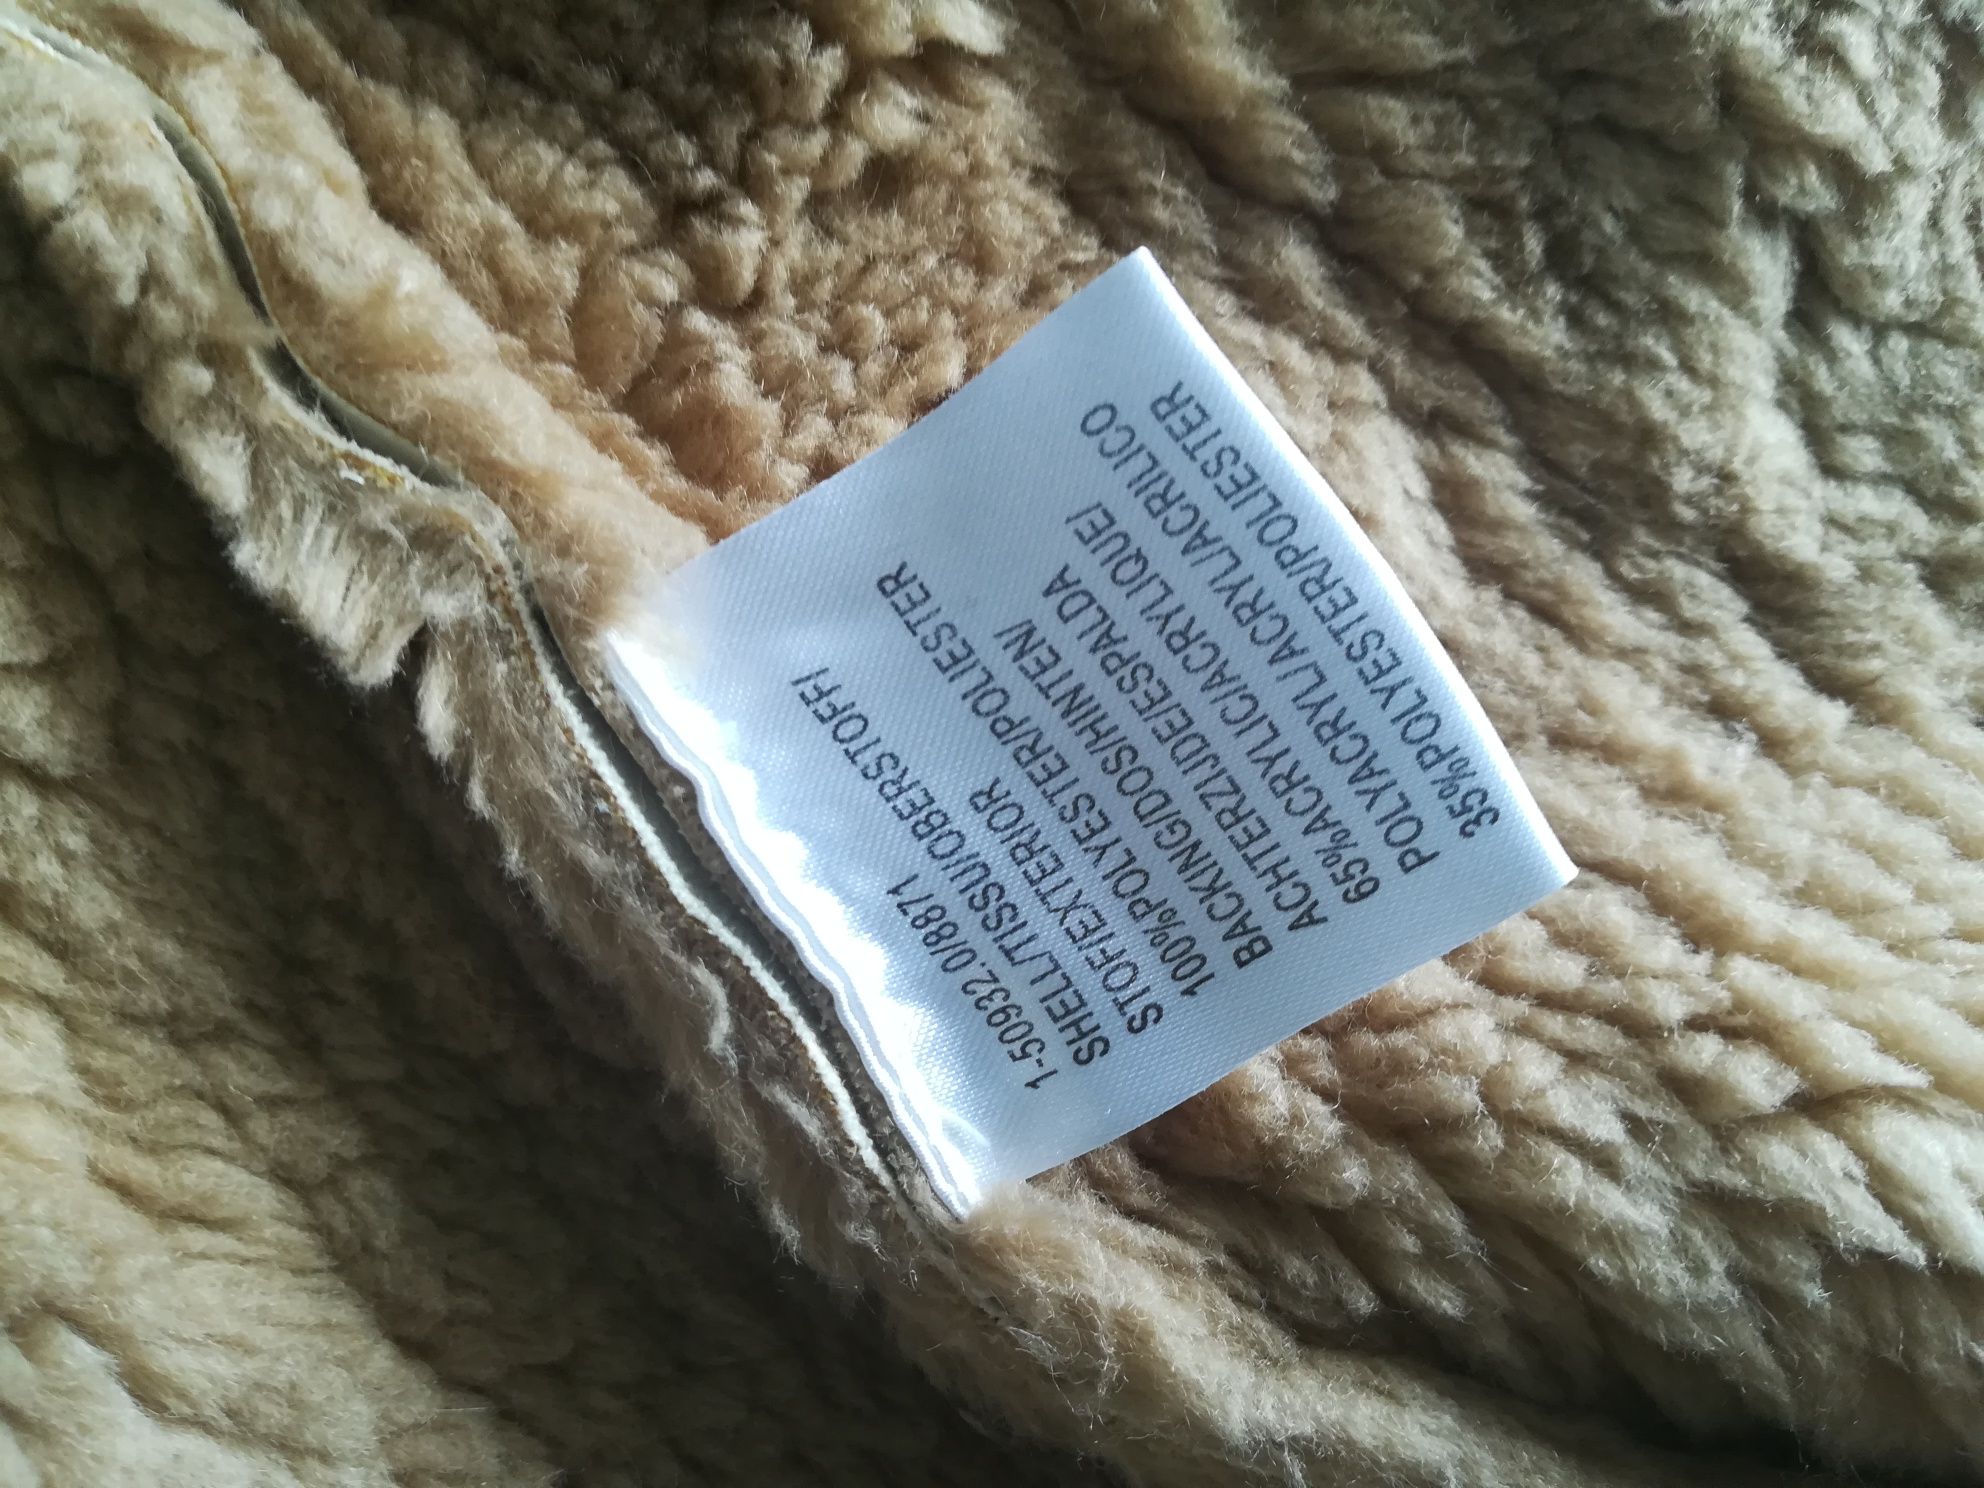 1-50932.0/8871
SHELL/TISSU/OBERSTOFF/
STOF/EXTERIOR
100%POLYESTER/POLIESTER
BACKING/DOS/HINTEN/
ACHTERZIJDE/ESPALDA
65%ACRYLIC/ACRYLIQUE/
POLYACRYL/ACRYL/ACRILICO
35%POLYESTER/POLIESTER